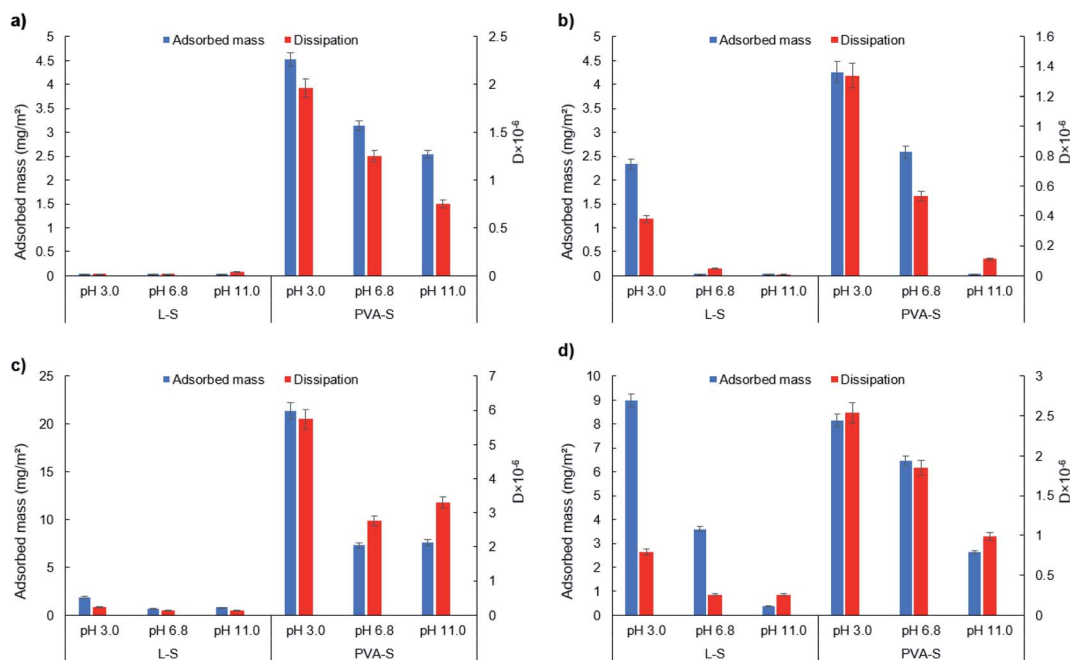 a)
Adsorbed mass Dissipation
Adsorbed mass (mg/m²)
5
4.5
4
3.5
3
2.5
2
1.5
1
0.5
0
2.5
2
1.5
1
0.5
0
D×10⁻⁶
pH 3.0 pH 6.8 pH 11.0 pH 3.0 pH 6.8 pH 11.0
L-S PVA-S
b)
Adsorbed mass Dissipation
Adsorbed mass (mg/m²)
5
4.5
4
3.5
3
2.5
2
1.5
1
0.5
0
1.6
1.4
1.2
1
0.8
0.6
0.4
0.2
0
D×10⁻⁶
pH 3.0 pH 6.8 pH 11.0 pH 3.0 pH 6.8 pH 11.0
L-S PVA-S
c)
Adsorbed mass Dissipation
Adsorbed mass (mg/m²)
25
20
15
10
5
0
7
6
5
4
3
2
1
0
D×10⁻⁶
pH 3.0 pH 6.8 pH 11.0 pH 3.0 pH 6.8 pH 11.0
L-S PVA-S
d)
Adsorbed mass Dissipation
Adsorbed mass (mg/m²)
10
9
8
7
6
5
4
3
2
1
0
3
2.5
2
1.5
1
0.5
0
D×10⁻⁶
pH 3.0 pH 6.8 pH 11.0 pH 3.0 pH 6.8 pH 11.0
L-S PVA-S